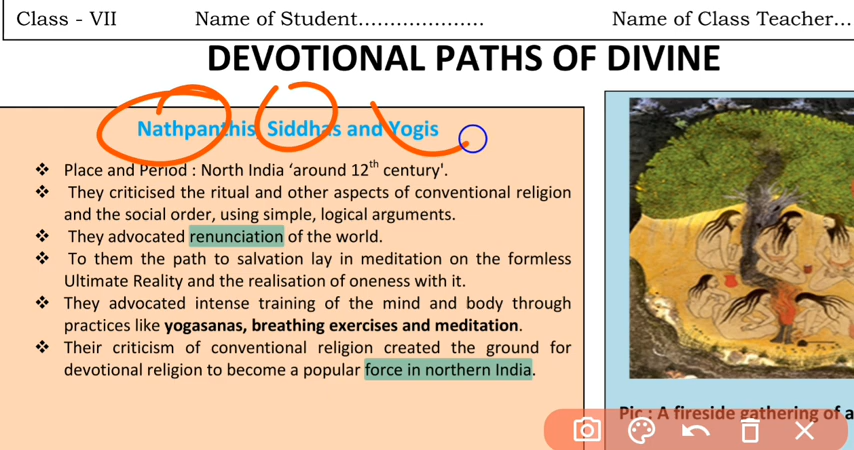 Class - VII Name of Student..................... Name of Class Teacher...
DEVOTIONAL PATHS OF DIVINE
Nathpanthis, Siddhas and Yogis
❖ Place and Period : North India ‘around 12th century'.
❖ They criticised the ritual and other aspects of conventional religion
and the social order, using simple, logical arguments.
❖ They advocated renunciation of the world.
❖ To them the path to salvation lay in meditation on the formless
Ultimate Reality and the realisation of oneness with it.
❖ They advocated intense training of the mind and body through
practices like yogasanas, breathing exercises and meditation.
❖ Their criticism of conventional religion created the ground for
devotional religion to become a popular force in northern India.
Pic : A fireside gathering of a